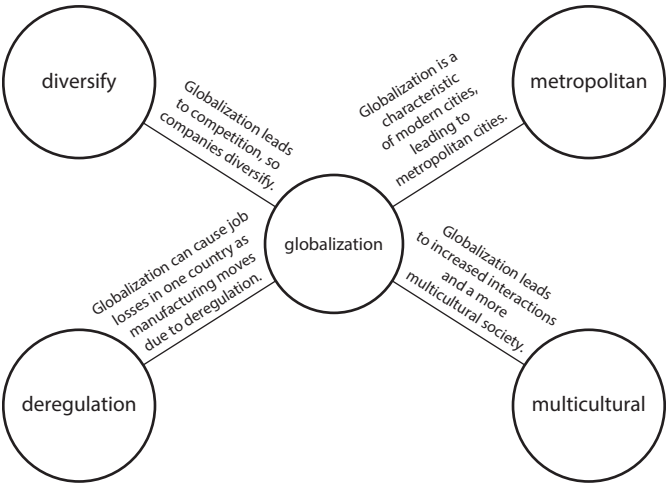 diversify
Globalization leads
to competition, so
companies diversify.
Globalization is a
characteristic
of modern cities,
leading to
metropolitan cities.
metropolitan
globalization
Globalization can cause job
losses in one country as
manufacturing moves
due to deregulation.
deregulation
Globalization leads
to increased interactions
and a more
multicultural society.
multicultural